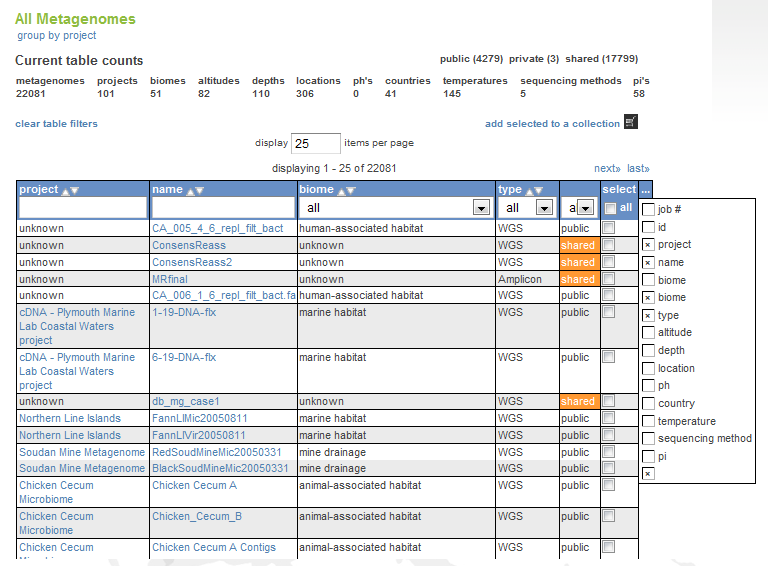 All Metagenomes
group by project
Current table counts
public (4279) private (3) shared (17799)
metagenomes projects biomes altitudes depths locations ph's countries temperatures sequencing methods pi's
22081 101 51 82 110 306 0 41 145 5 58
clear table filters
add selected to a collection
display 25 items per page
displaying 1 - 25 of 22081
next» last»
project name biome type select ...
all all a all
unknown CA_005_4_6_repl_filt_bact human-associated habitat WGS public
unknown ConsensReass unknown WGS shared
unknown ConsensReass2 unknown WGS shared
unknown MRfinal unknown Amplicon shared
unknown CA_006_1_6_repl_filt_bact.fa human-associated habitat WGS public
cDNA - Plymouth Marine Lab Coastal Waters project 1-19-DNA-flx marine habitat WGS public
cDNA - Plymouth Marine Lab Coastal Waters project 6-19-DNA-flx marine habitat WGS public
unknown db_mg_case1 unknown WGS shared
Northern Line Islands FannLIMic20050811 marine habitat WGS public
Northern Line Islands FannLIVir20050811 marine habitat WGS public
Soudan Mine Metagenome RedSoudMineMic20050331 mine drainage WGS public
Soudan Mine Metagenome BlackSoudMineMic20050331 mine drainage WGS public
Chicken Cecum Microbiome Chicken Cecum A animal-associated habitat WGS public
Chicken Cecum Microbiome Chicken_Cecum_B animal-associated habitat WGS public
Chicken Cecum Chicken Cecum A Contigs animal-associated habitat WGS public
job #
id
project
name
biome
biome
type
altitude
depth
location
ph
country
temperature
sequencing method
pi